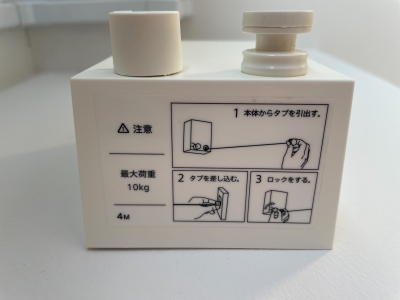 ⚠ 注意
最大荷重
10kg
4M
1 本体からタブを引出す。
2 タブを差し込む。
3 ロックをする。